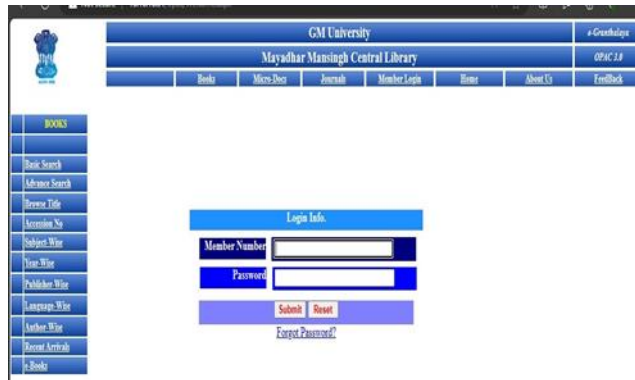 GM University
e-Granthalaya
Mayadhar Mansingh Central Library
OPAC 3.0
Books Micro-Docs Journals Member Login Home About Us FeedBack
BOOKS
Basic Search
Advance Search
Browse Title
Accession No
Subject-Wise
Year-Wise
Publisher-Wise
Language-Wise
Author-Wise
Recent Arrivals
e-Books
Login Info.
Member Number
Password
Submit Reset
Forgot Password?